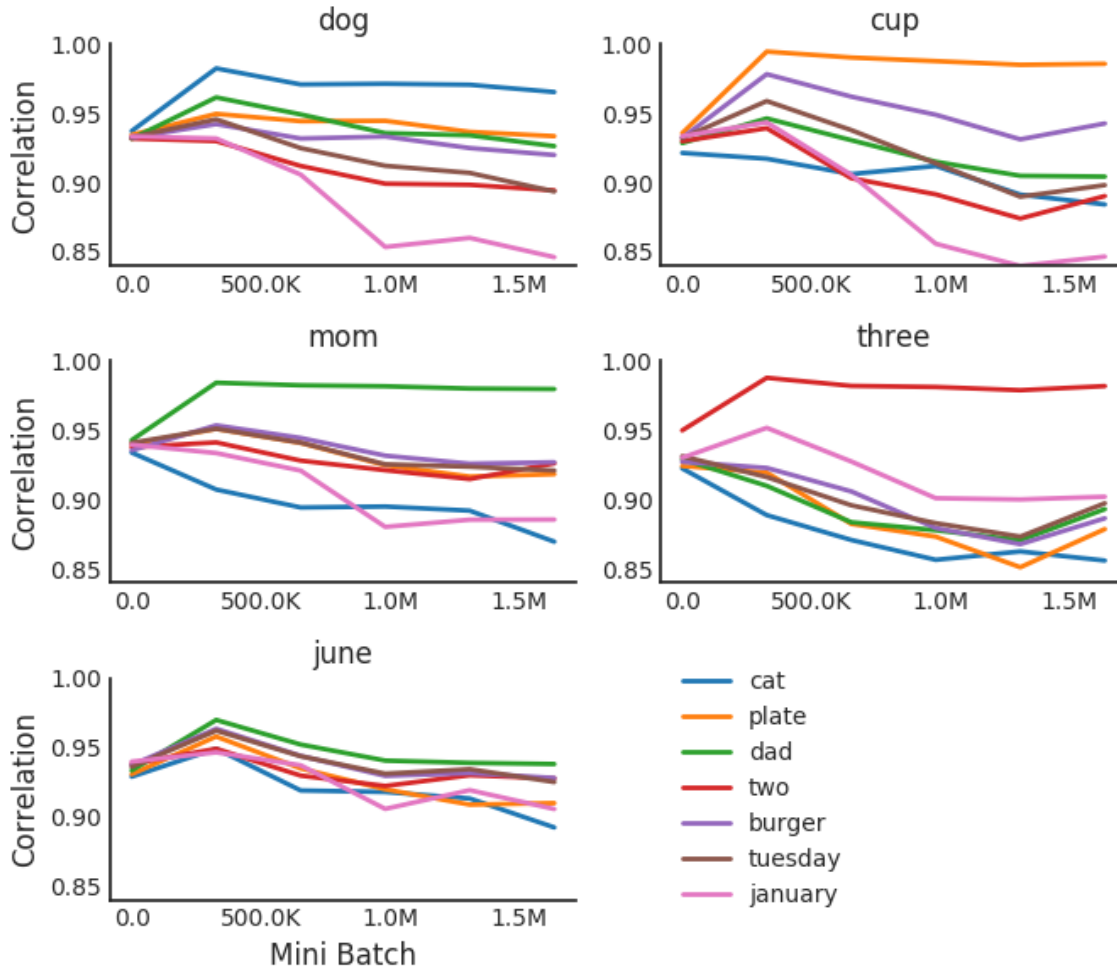 dog
1.00
0.95
0.90
0.85
Correlation
0.0 500.0K 1.0M 1.5M
cup
1.00
0.95
0.90
0.85
Correlation
0.0 500.0K 1.0M 1.5M
mom
1.00
0.95
0.90
0.85
Correlation
0.0 500.0K 1.0M 1.5M
three
1.00
0.95
0.90
0.85
Correlation
0.0 500.0K 1.0M 1.5M
june
1.00
0.95
0.90
0.85
Correlation
0.0 500.0K 1.0M 1.5M
Mini Batch
cat
plate
dad
two
burger
tuesday
january